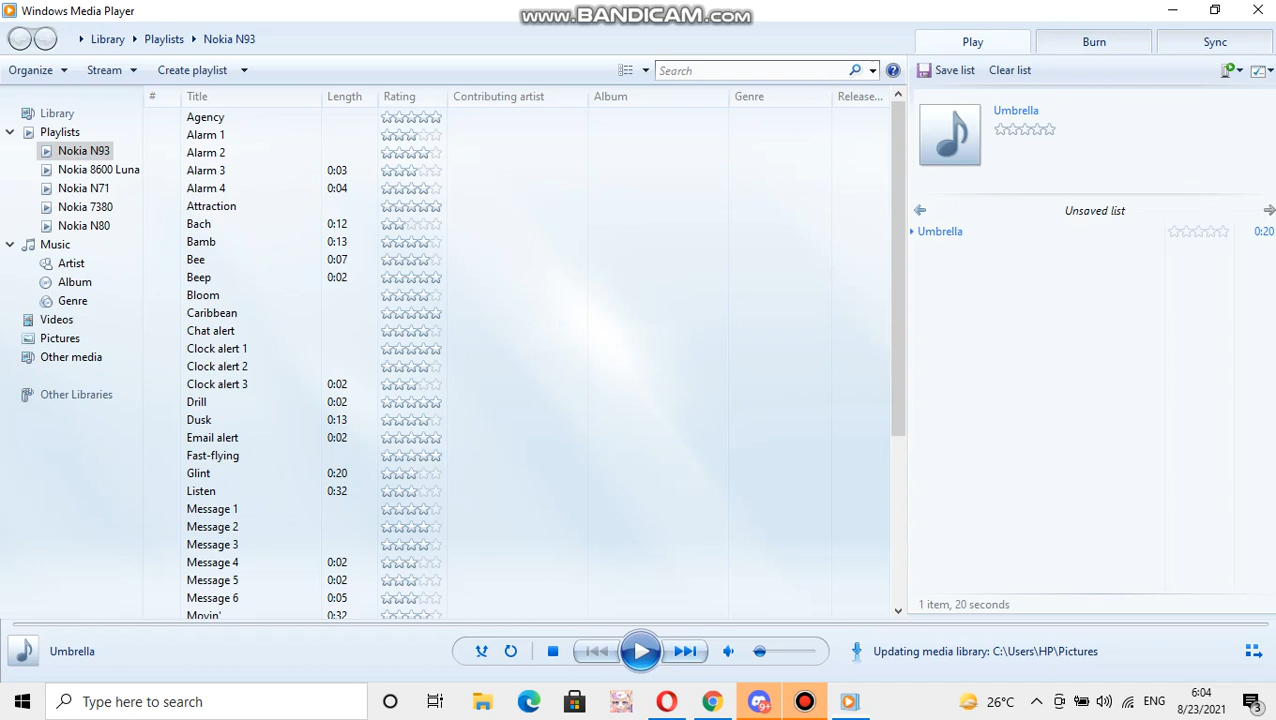 Windows Media Player
www.BANDICAM.com
Library Playlists Nokia N93
Play Burn Sync
Organize Stream Create playlist
Search
Save list Clear list
# Title Length Rating Contributing artist Album Genre Release...
Library
Playlists
Nokia N93
Nokia 8600 Luna
Nokia N71
Nokia 7380
Nokia N80
Music
Artist
Album
Genre
Videos
Pictures
Other media
Other Libraries
Agency
Alarm 1
Alarm 2
Alarm 3 0:03
Alarm 4 0:04
Attraction
Bach 0:12
Bamb 0:13
Bee 0:07
Beep 0:02
Bloom
Caribbean
Chat alert
Clock alert 1
Clock alert 2
Clock alert 3 0:02
Drill 0:02
Dusk 0:13
Email alert 0:02
Fast-flying
Glint 0:20
Listen 0:32
Message 1
Message 2
Message 3
Message 4 0:02
Message 5 0:02
Message 6 0:05
Movin' 0:32
Umbrella
Unsaved list
Umbrella 0:20
1 item, 20 seconds
Umbrella
Updating media library: C:\Users\HP\Pictures
Type here to search
9+
26°C
ENG
6:04
8/23/2021
3